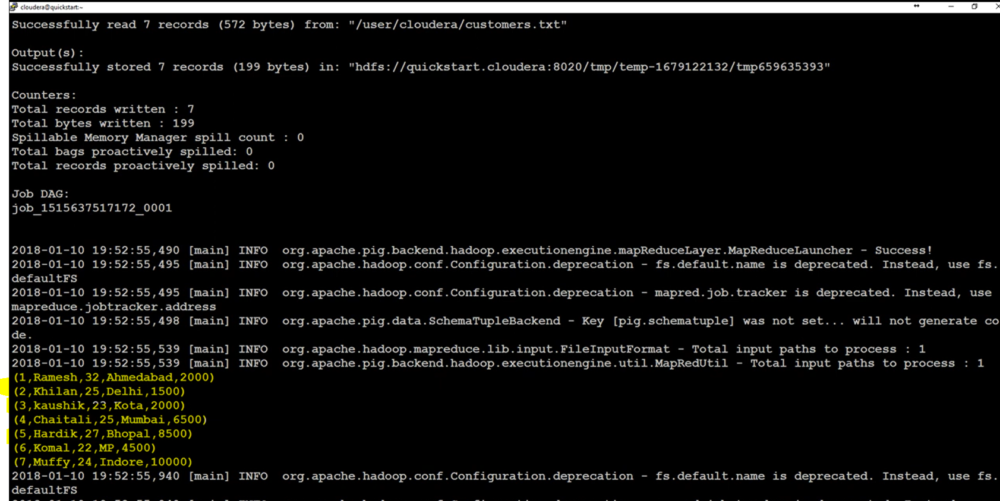 cloudera@quickstart:~
Successfully read 7 records (572 bytes) from: "/user/cloudera/customers.txt"
Output(s):
Successfully stored 7 records (199 bytes) in: "hdfs://quickstart.cloudera:8020/tmp/temp-1679122132/tmp659635393"
Counters:
Total records written : 7
Total bytes written : 199
Spillable Memory Manager spill count : 0
Total bags proactively spilled: 0
Total records proactively spilled: 0
Job DAG:
job_1515637517172_0001
2018-01-10 19:52:55,490 [main] INFO  org.apache.pig.backend.hadoop.executionengine.mapReduceLayer.MapReduceLauncher - Success!
2018-01-10 19:52:55,495 [main] INFO  org.apache.hadoop.conf.Configuration.deprecation - fs.default.name is deprecated. Instead, use fs.
defaultFS
2018-01-10 19:52:55,495 [main] INFO  org.apache.hadoop.conf.Configuration.deprecation - mapred.job.tracker is deprecated. Instead, use
mapreduce.jobtracker.address
2018-01-10 19:52:55,498 [main] INFO  org.apache.pig.data.SchemaTupleBackend - Key [pig.schematuple] was not set... will not generate co
de.
2018-01-10 19:52:55,539 [main] INFO  org.apache.hadoop.mapreduce.lib.input.FileInputFormat - Total input paths to process : 1
2018-01-10 19:52:55,539 [main] INFO  org.apache.pig.backend.hadoop.executionengine.util.MapRedUtil - Total input paths to process : 1
(1,Ramesh,32,Ahmedabad,2000)
(2,Khilan,25,Delhi,1500)
(3,kaushik,23,Kota,2000)
(4,Chaitali,25,Mumbai,6500)
(5,Hardik,27,Bhopal,8500)
(6,Komal,22,MP,4500)
(7,Muffy,24,Indore,10000)
2018-01-10 19:52:55,940 [main] INFO  org.apache.hadoop.conf.Configuration.deprecation - fs.default.name is deprecated. Instead, use fs.
defaultFS